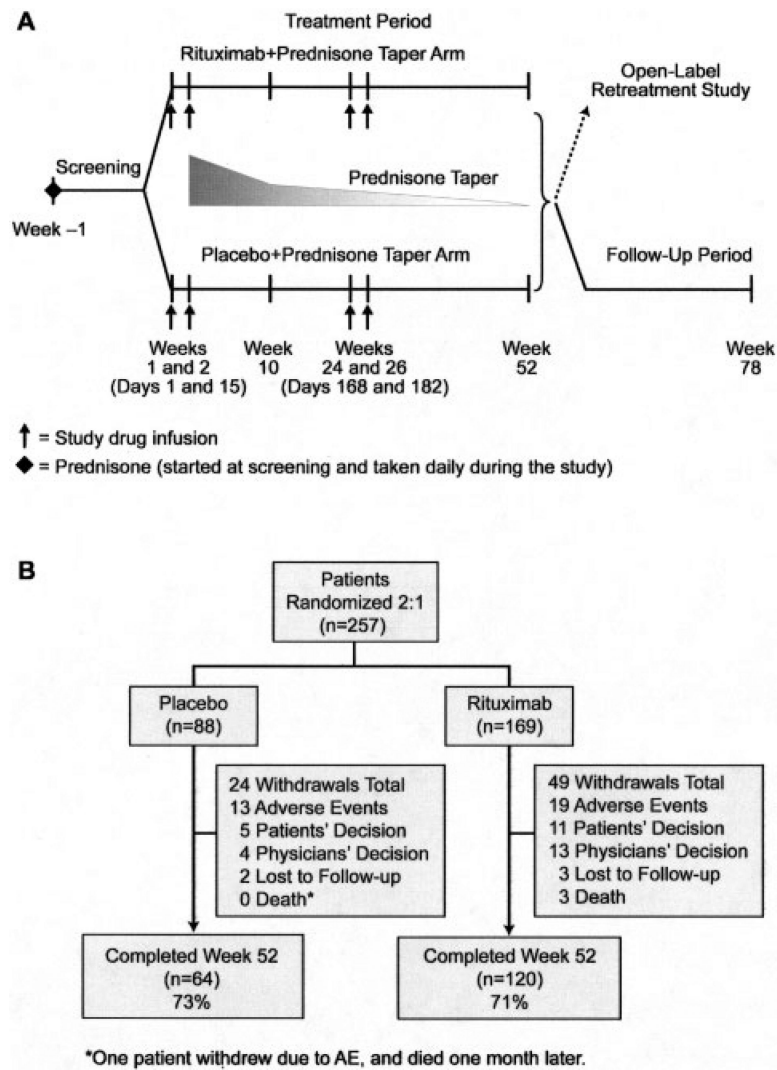 A
Treatment Period
Rituximab+Prednisone Taper Arm
Open-Label
Retreatment Study
Screening
Prednisone Taper
Week –1
Placebo+Prednisone Taper Arm
Follow-Up Period
Weeks
1 and 2
(Days 1 and 15)
Week
10
Weeks
24 and 26
(Days 168 and 182)
Week
52
Week
78
= Study drug infusion
= Prednisone (started at screening and taken daily during the study)
B
Patients
Randomized 2:1
(n=257)
Placebo
(n=88)
Rituximab
(n=169)
24 Withdrawals Total
13 Adverse Events
5 Patients' Decision
4 Physicians' Decision
2 Lost to Follow-up
0 Death*
49 Withdrawals Total
19 Adverse Events
11 Patients' Decision
13 Physicians' Decision
3 Lost to Follow-up
3 Death
Completed Week 52
(n=64)
73%
Completed Week 52
(n=120)
71%
*One patient withdrew due to AE, and died one month later.